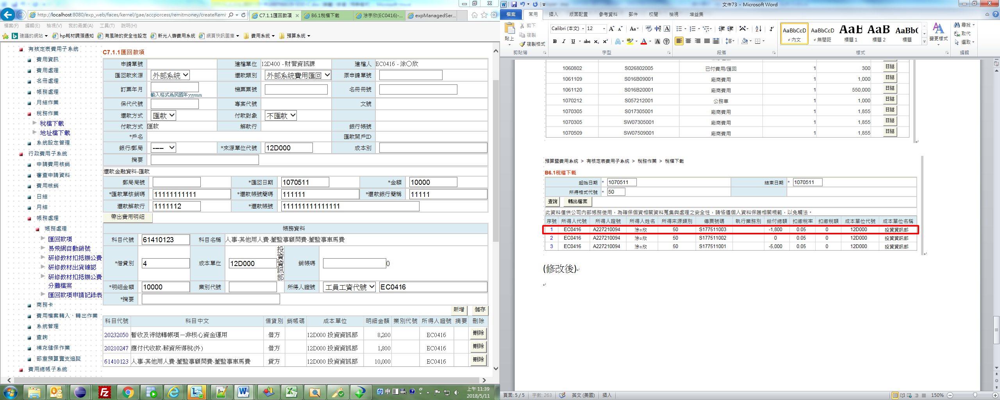 http://localhost:8080/exp_web/faces/kernel/gae/accporcess/remitmoney/createRemi
C7.1.1匯回款項
B6.1稅檔下載
涂宇欣(EC0416)-...
expManagedSer...
檔案(F) 編輯(E) 檢視(V) 我的最愛(A) 工具(T) 說明(H)
建議的網站 hp耗材調漲通知 有風險的安全性設定 新光人壽費用系統 網頁快訊圖庫 費用系統 預算系統
有核定表費用子系統
費用資訊
費用處理
名冊處理
帳務處理
月結作業
稅務作業
稅檔下載
地址檔下載
系統設定管理
行政費用子系統
申請費用核銷
審查申請資料
費用核銷
日結
月結
帳務處理
帳務處理
匯回款項
易飛網自動銷號
研修教材扣抵辦公費
研修教材出貨確認
研修教材扣抵辦公費
分攤檔案
匯回款項申請記錄表
商務卡
費用檔案轉入、轉出作業
系統管理
查詢
補充健保作業
部室預算實支追蹤
費用總帳子系統
C7.1.1匯回款項
申請單號 建檔單位 12D400 - 財管資訊課 建檔人 EC0416 - 涂〇欣
匯回款來源 外部系統 還款類別 外部系統費用匯回 原申請單號
訂票年月 機票票號 名冊冊號
輸入格式為民國年yyymm
保代代號 專案代號 文號
還款方式 匯款 付款對象 不匯款
付款方式 匯款 解款行 銀行帳號
*戶名 匯款開戶ID
銀行/郵局 ----- *來源單位代號 12D000 成本別
摘要
還款金融資料-匯款
郵局局號 *匯回日期 1070511 *金額 10000
*匯款單核銷碼 11111111111 *還款帳號簡碼 111111 *還款銀行簡稱 11111
還款解款行 1111112 *還款帳號 111111111111111
帶出費用明細
帳務資料
科目代號 61410123 科目名稱 人事-其他用人費-董監事顧問費-董監事車馬費
*借貸別 4 成本單位 12D000 投資資訊部 銷帳碼 0
*明細金額 10000 業別代號 所得人證號 工員工資代號 EC0416
*摘要
新增 儲存
科目代號 科目中文 借貸別 銷帳碼 成本單位 明細金額 業別代號 所得人證號 摘要 刪除
20232050 暫收及待結轉帳項－非核心資金運用 借方 12D000 投資資訊部 8,200 EC0416 刪除
20210247 應付代收款-薪資所得稅(外) 借方 12D000 投資資訊部 1,800 EC0416 刪除
61410123 人事-其他用人費-董監事顧問費-董監事車馬費 貸方 12D000 投資資訊部 10,000 EC0416 刪除
中
上午 11:39
2018/5/11
文件73 - Microsoft Word
檔案 常用 插入 版面配置 參考資料 郵件 校閱 檢視 增益集
貼上 剪下 複製 複製格式
Calibri (本文) 12
AaBbCcD 內文 AaBbCcD 無間距 AaBb 標題 1 AaB 標題 2 AaBb( 標題
變更樣式 尋找 取代 選取
剪貼簿 字型 段落 樣式 編輯
日結
1060802 S026802005 已付費用/匯回 1 300 日結
1061109 S016B09001 廠商費用 1 1,000 日結
1061120 S016B20001 廠商費用 1 550,000 日結
1070212 S057212001 公務車 1 1,000 日結
1070305 S017305001 廠商費用 1 1,855 日結
1070305 SW07305001 廠商費用 1 1,855 日結
1070509 SW07509001 廠商費用 1 1,855
預算暨費用系統 > 有核定表費用子系統 > 稅務作業 > 稅檔下載
B6.1稅檔下載
起始日期 * 1070511 結束日期 * 1070511
所得格式代號 * 50
查詢 轉出檔案
此資料僅供公司內部帳務使用，為確保個資相關資料蒐集與處理之安全性，請恪遵個人資料保護相關規範，以免觸法。
序號 所得人代號 所得人證號 所得人姓名 所得來源類別 傳票號碼 執行業務別 給付總額 扣繳稅率 扣繳稅額 成本單位代號 成本單位名稱
1 EC0416 A227210094 涂○欣 50 S177511003 -1,800 0.05 0 12D000 投資資訊部
2 EC0416 A227210094 涂○欣 50 S177511002 0 0.05 0 12D000 投資資訊部
3 EC0416 A227210094 涂○欣 50 S177511001 -5,000 0.05 0 12D000 投資資訊部
(修改後)
頁面: 5 / 5 字數: 263 英文 (美國) 插入 150%